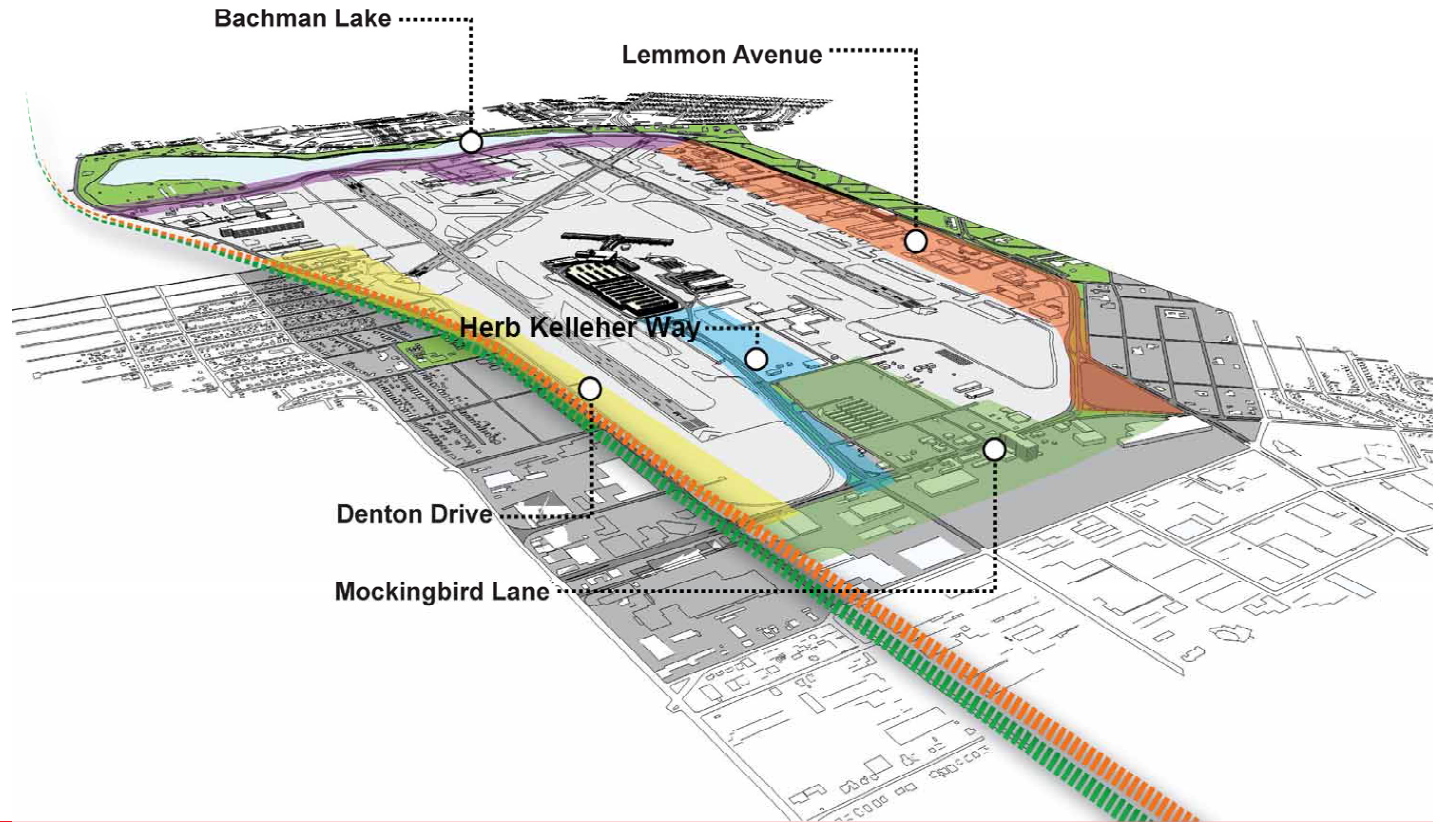 Bachman Lake
Lemmon Avenue
Herb Kelleher Way
Denton Drive
Mockingbird Lane